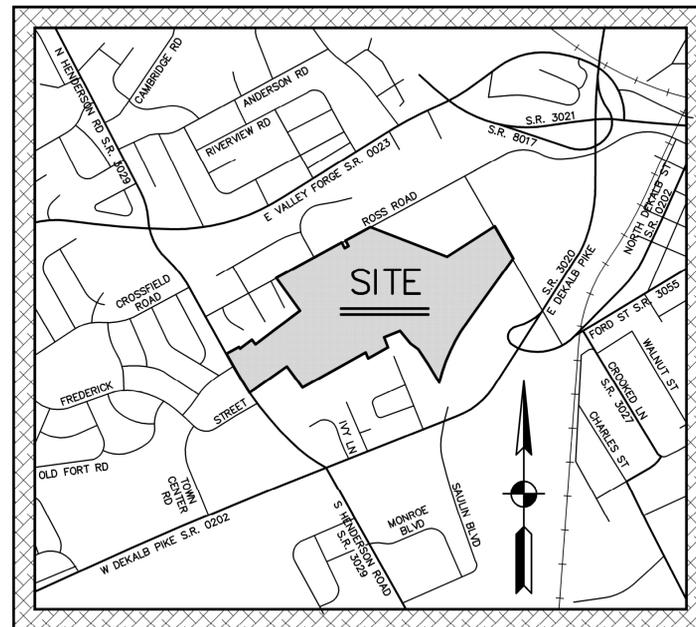 N HENDERSON RD S.R. 3029
CAMBRIDGE RD
ANDERSON RD
RIVERVIEW RD
S.R. 3021
S.R. 8017
E VALLEY FORGE S.R. 0023
ROSS ROAD
NORTH DEKALB ST
S.R. 0202
S.R. 3020
E DEKALB PIKE
SITE
CROSSFIELD
ROAD
FORD ST S.R. 3055
WALNUT ST
CROOKED LN
S.R. 3027
CHARLES ST
FREDERICK
STREET
IVY LN
OLD FORT RD
TOWN
CENTER
RD
W DEKALB PIKE S.R. 0202
S HENDERSON ROAD
S.R. 3029
MONROE
BLVD
SAULIN BLVD